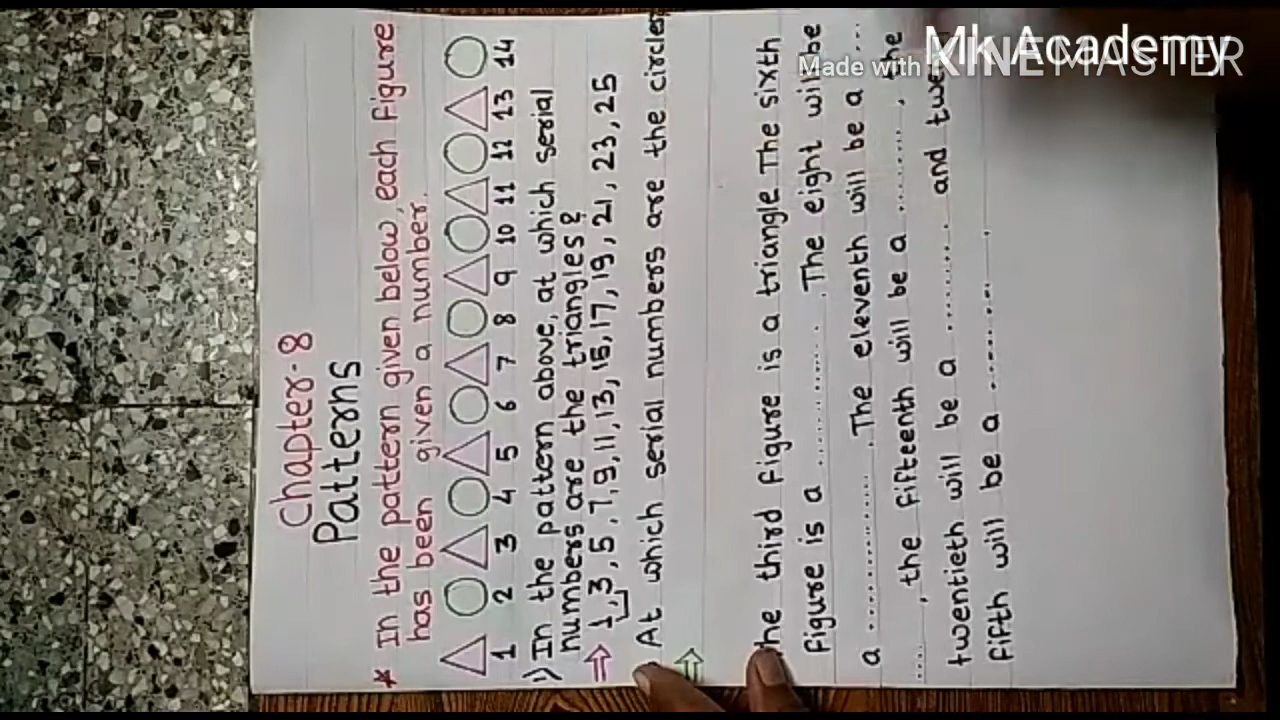 Chapter-8
Patterns
* In the pattern given below, each figure
has been given a number.
1 2 3 4 5 6 7 8 9 10 11 12 13 14
1) In the pattern above, at which serial
numbers are the triangles?
⇒ 1, 3, 5, 7, 9, 11, 13, 15, 17, 19, 21, 23, 25
At which serial numbers are the circles
⇒
the third figure is a triangle The sixth
figure is a ............ . The eight will be
a ............ . The eleventh will be a ...
...., the fifteenth will be a ........., the
twentieth will be a ......... . and
fifth will be a ......... .
Mk Academy
Made with KINEMASTER